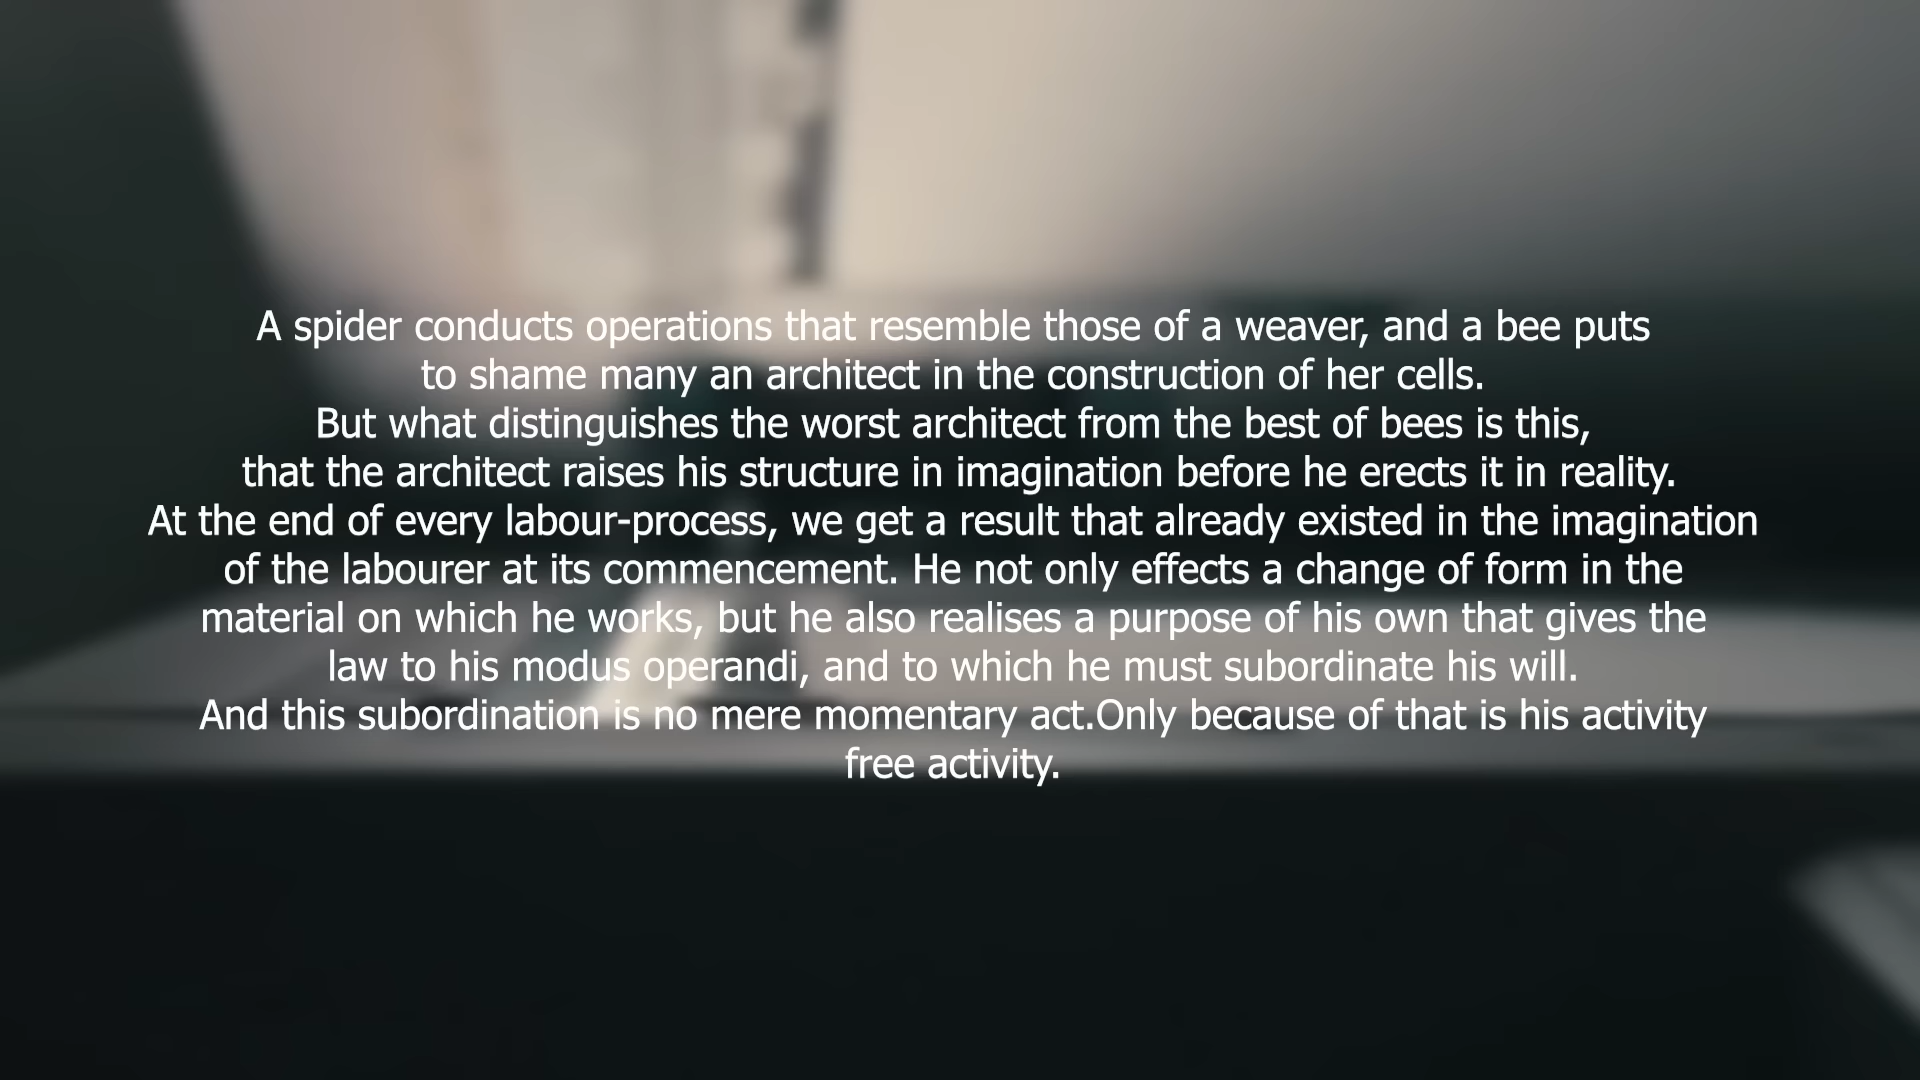 A spider conducts operations that resemble those of a weaver, and a bee puts
to shame many an architect in the construction of her cells.
But what distinguishes the worst architect from the best of bees is this,
that the architect raises his structure in imagination before he erects it in reality.
At the end of every labour-process, we get a result that already existed in the imagination
of the labourer at its commencement. He not only effects a change of form in the
material on which he works, but he also realises a purpose of his own that gives the
law to his modus operandi, and to which he must subordinate his will.
And this subordination is no mere momentary act.Only because of that is his activity
free activity.